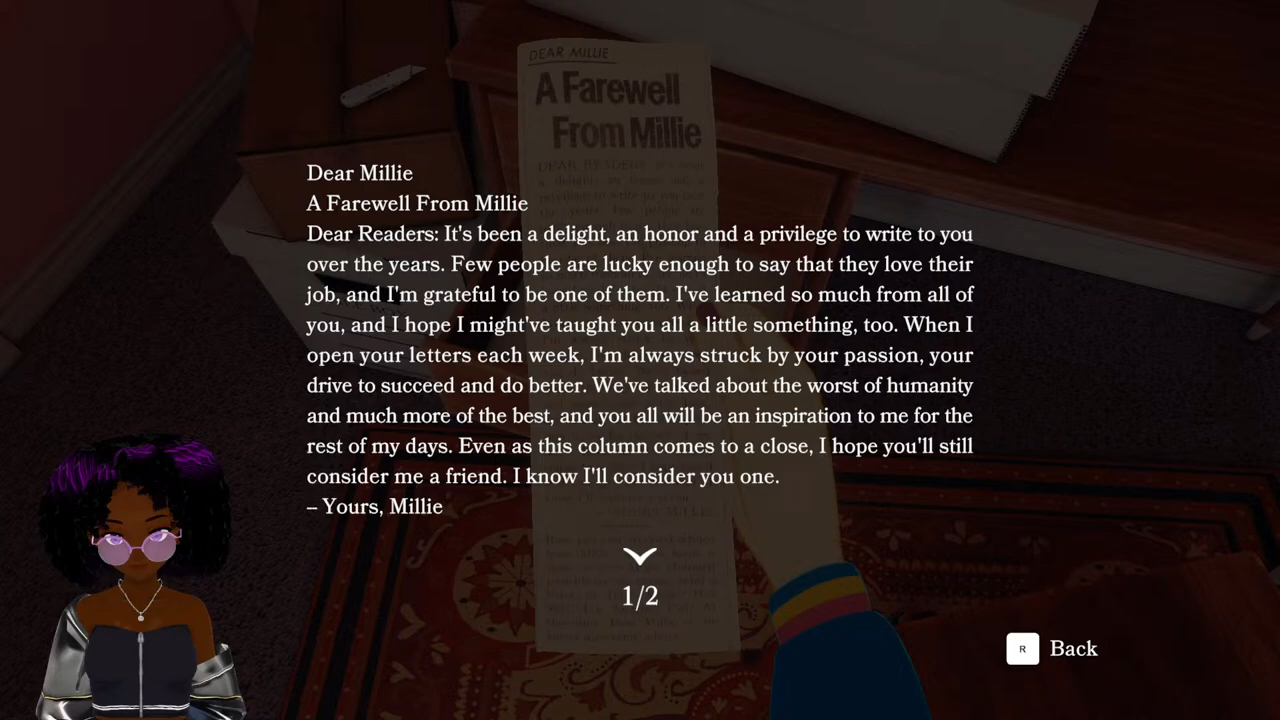 DEAR MILLIE
A Farewell
From Millie
Dear Millie
A Farewell From Millie
Dear Readers: It's been a delight, an honor and a privilege to write to you
over the years. Few people are lucky enough to say that they love their
job, and I'm grateful to be one of them. I've learned so much from all of
you, and I hope I might've taught you all a little something, too. When I
open your letters each week, I'm always struck by your passion, your
drive to succeed and do better. We've talked about the worst of humanity
and much more of the best, and you all will be an inspiration to me for the
rest of my days. Even as this column comes to a close, I hope you'll still
consider me a friend. I know I'll consider you one.
– Yours, Millie
1/2
R Back